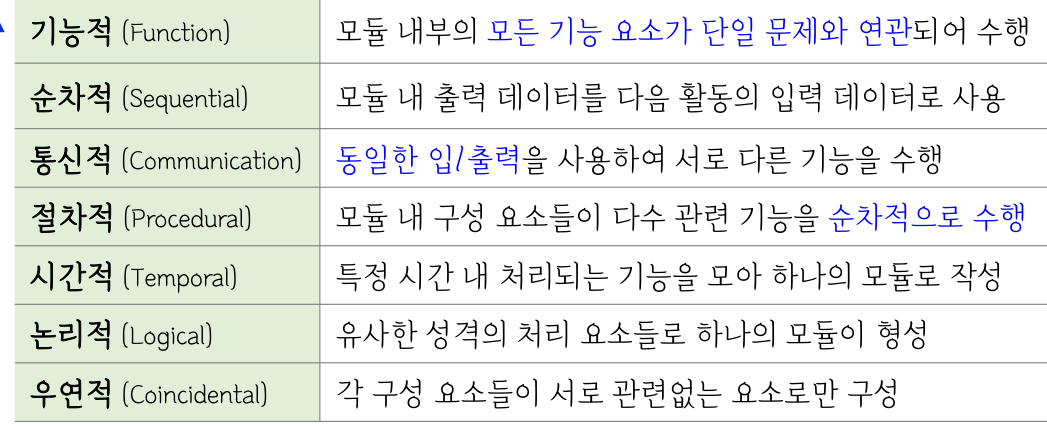 기능적 (Function) 모듈 내부의 모든 기능 요소가 단일 문제와 연관되어 수행
순차적 (Sequential) 모듈 내 출력 데이터를 다음 활동의 입력 데이터로 사용
통신적 (Communication) 동일한 입/출력을 사용하여 서로 다른 기능을 수행
절차적 (Procedural) 모듈 내 구성 요소들이 다수 관련 기능을 순차적으로 수행
시간적 (Temporal) 특정 시간 내 처리되는 기능을 모아 하나의 모듈로 작성
논리적 (Logical) 유사한 성격의 처리 요소들로 하나의 모듈이 형성
우연적 (Coincidental) 각 구성 요소들이 서로 관련없는 요소로만 구성